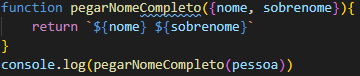 function pegarNomeCompleto({nome, sobrenome}){
    return `${nome} ${sobrenome}`
}
console.log(pegarNomeCompleto(pessoa))